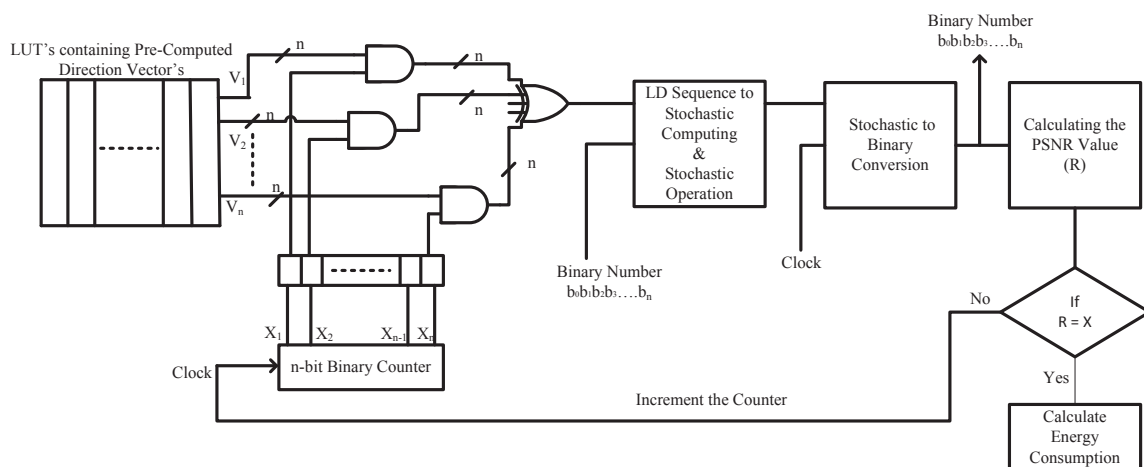 LUT's containing Pre-Computed
Direction Vector's
V1
n
V2
n
Vn
n
n
n
n
X1
X2
Xn-1
Xn
n-bit Binary Counter
Clock
LD Sequence to
Stochastic
Computing
&
Stochastic
Operation
Binary Number
b0b1b2b3….bn
Stochastic to
Binary
Conversion
Clock
Binary Number
b0b1b2b3….bn
Calculating the
PSNR Value
(R)
If
R = X
No
Yes
Increment the Counter
Calculate
Energy
Consumption